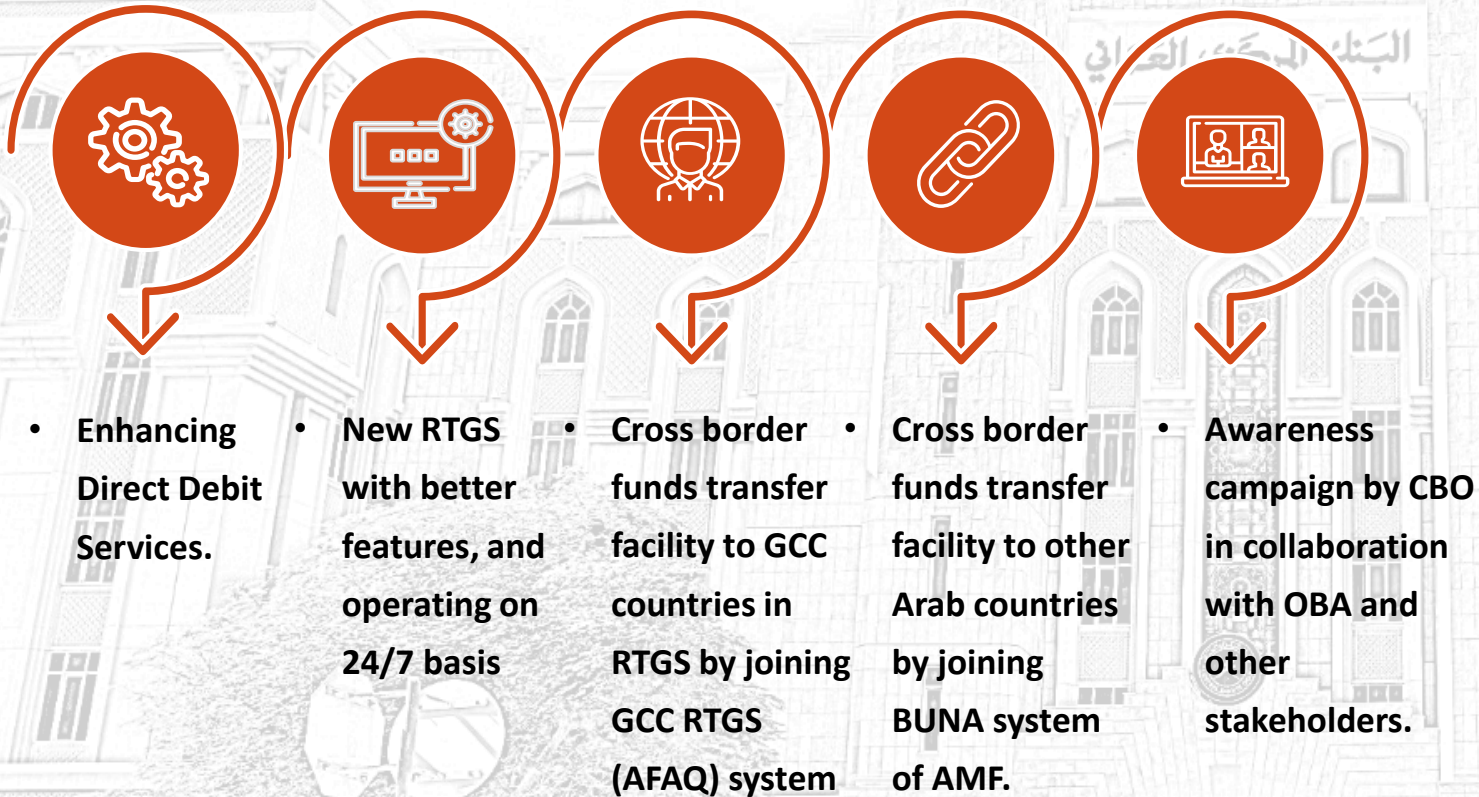 البنك المركزي العماني
• Enhancing
Direct Debit
Services.
• New RTGS
with better
features, and
operating on
24/7 basis
• Cross border
funds transfer
facility to GCC
countries in
RTGS by joining
GCC RTGS
(AFAQ) system
• Cross border
funds transfer
facility to other
Arab countries
by joining
BUNA system
of AMF.
• Awareness
campaign by CBO
in collaboration
with OBA and
other
stakeholders.